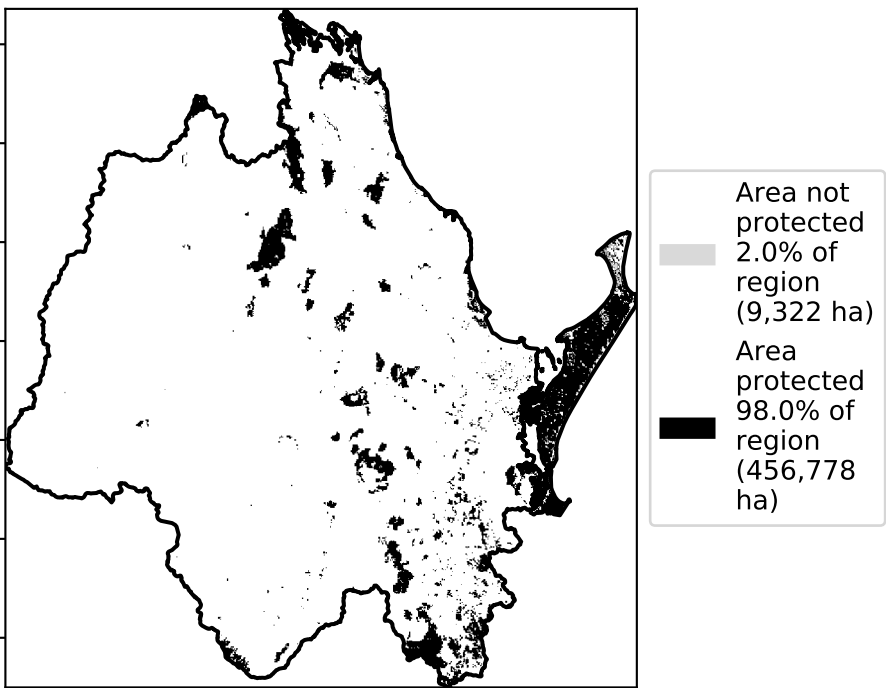 Area not
protected
2.0% of
region
(9,322 ha)
Area
protected
98.0% of
region
(456,778
ha)